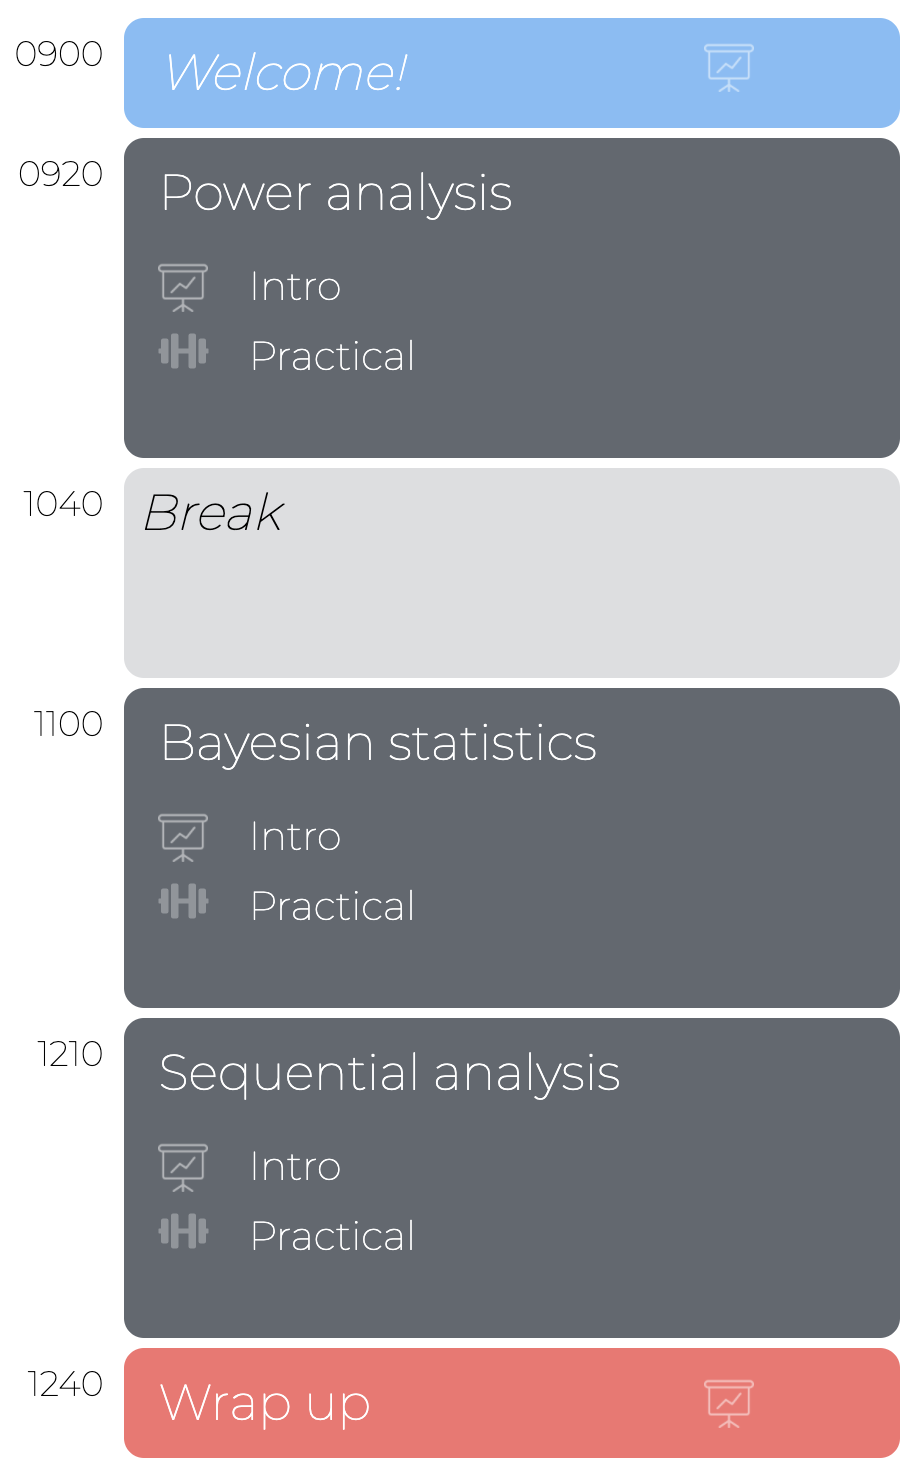 0900
Welcome!
0920
Power analysis
Intro
Practical
1040
Break
1100
Bayesian statistics
Intro
Practical
1210
Sequential analysis
Intro
Practical
1240
Wrap up